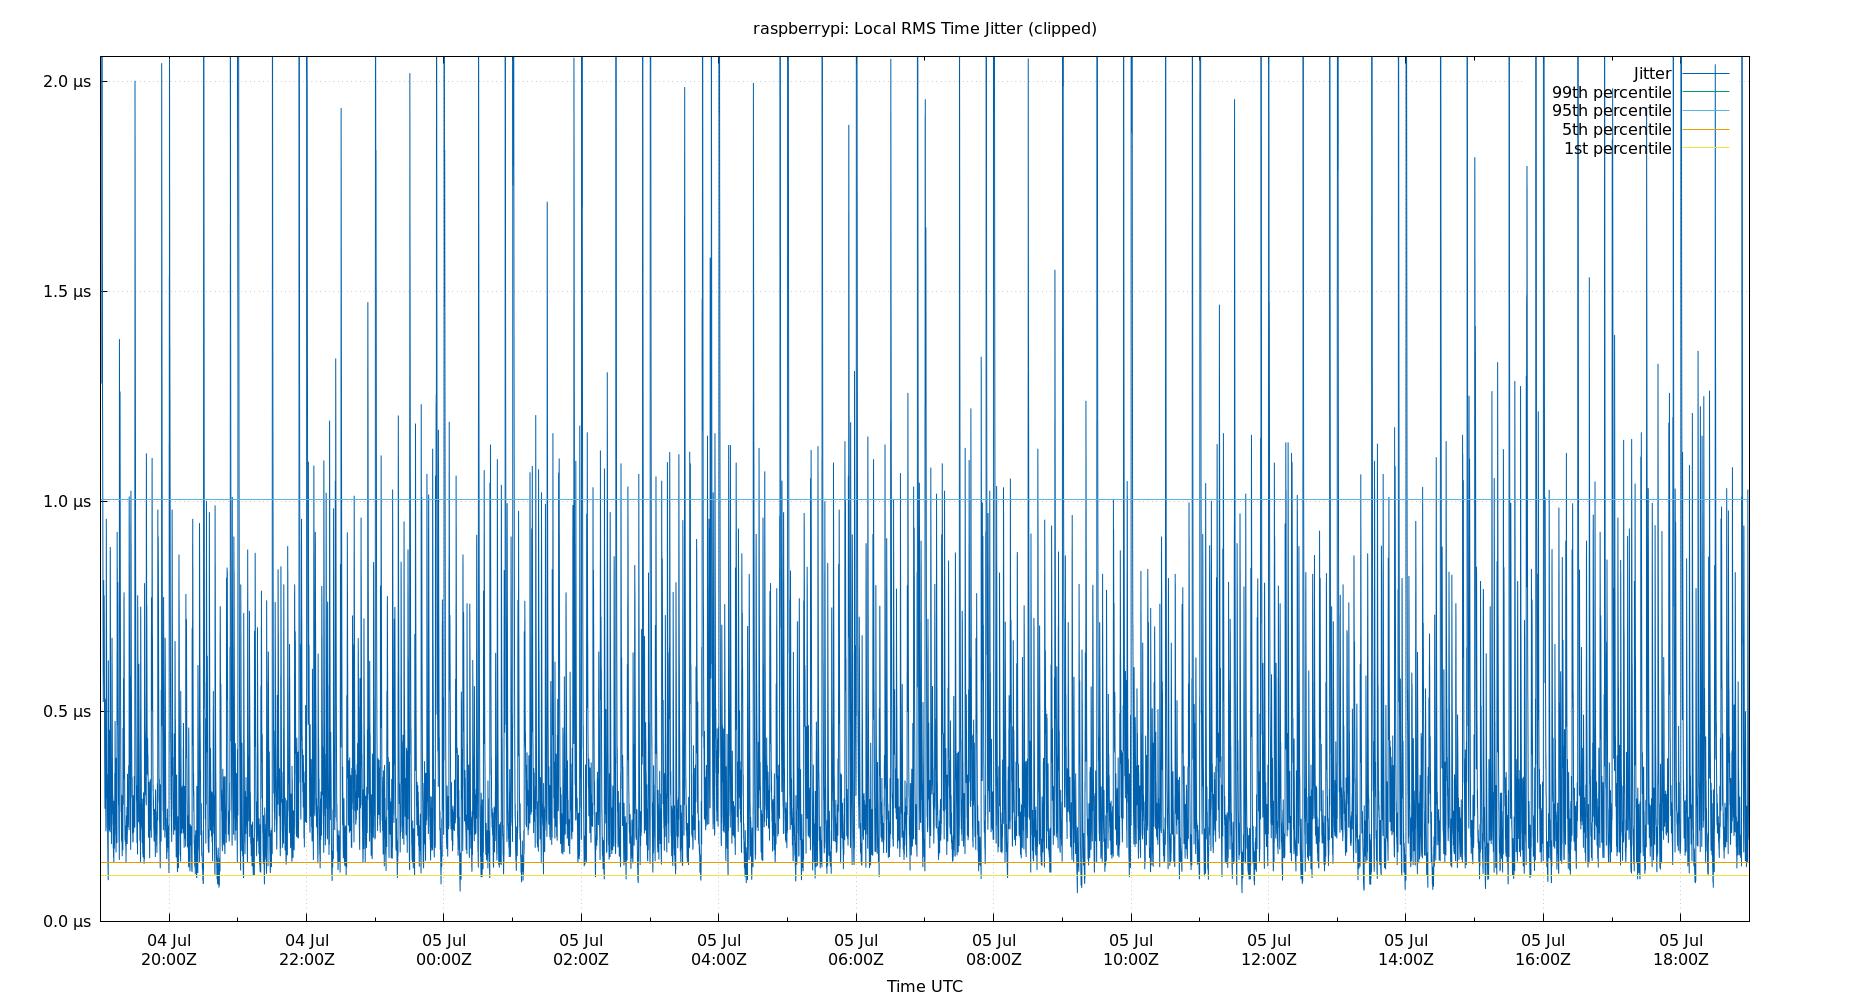 raspberrypi: Local RMS Time Jitter (clipped)
2.0 µs
1.5 µs
1.0 µs
0.5 µs
0.0 µs
Jitter
99th percentile
95th percentile
5th percentile
1st percentile
04 Jul 04 Jul 05 Jul 05 Jul 05 Jul 05 Jul 05 Jul 05 Jul 05 Jul 05 Jul 05 Jul 05 Jul
20:00Z 22:00Z 00:00Z 02:00Z 04:00Z 06:00Z 08:00Z 10:00Z 12:00Z 14:00Z 16:00Z 18:00Z
Time UTC